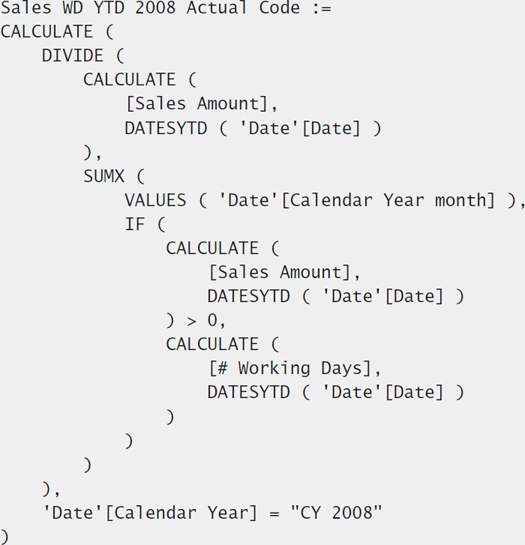 Sales WD YTD 2008 Actual Code :=
CALCULATE (
    DIVIDE (
        CALCULATE (
            [Sales Amount],
            DATESYTD ( 'Date'[Date] )
        ),
        SUMX (
            VALUES ( 'Date'[Calendar Year month] ),
            IF (
                CALCULATE (
                    [Sales Amount],
                    DATESYTD ( 'Date'[Date] )
                ) > 0,
                CALCULATE (
                    [# Working Days],
                    DATESYTD ( 'Date'[Date] )
                )
            )
        )
    ),
    'Date'[Calendar Year] = "CY 2008"
)